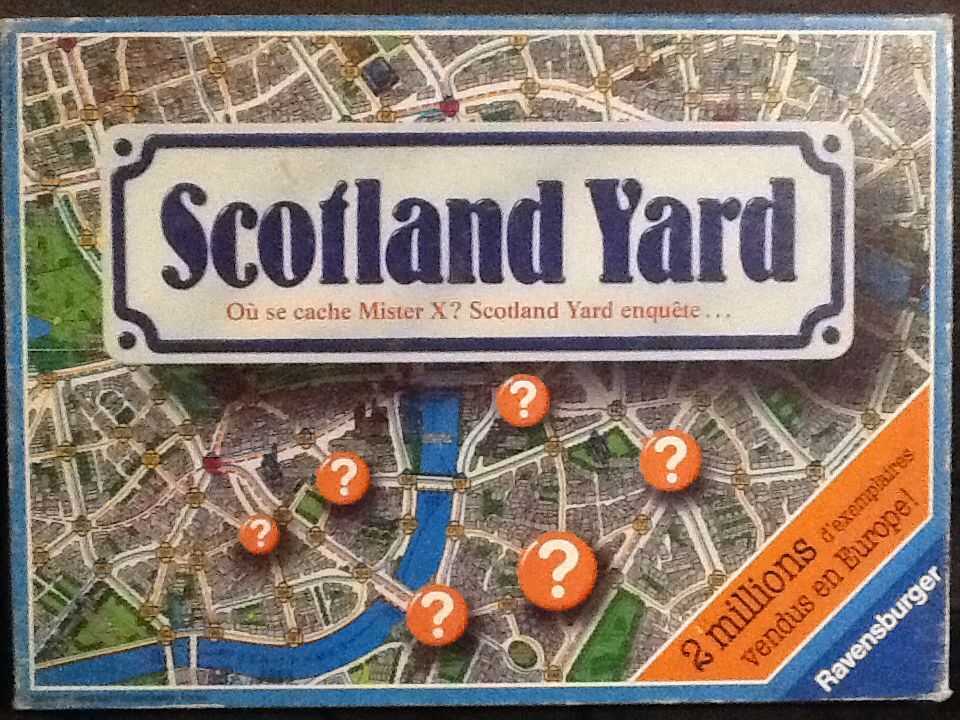 Scotland Yard
Où se cache Mister X? Scotland Yard enquête...
?
?
?
?
?
?
2 millions d'exemplaires
vendus en Europe!
Ravensburger